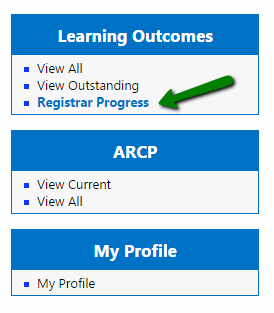 Learning Outcomes
View All
View Outstanding
Registrar Progress
ARCP
View Current
View All
My Profile
My Profile